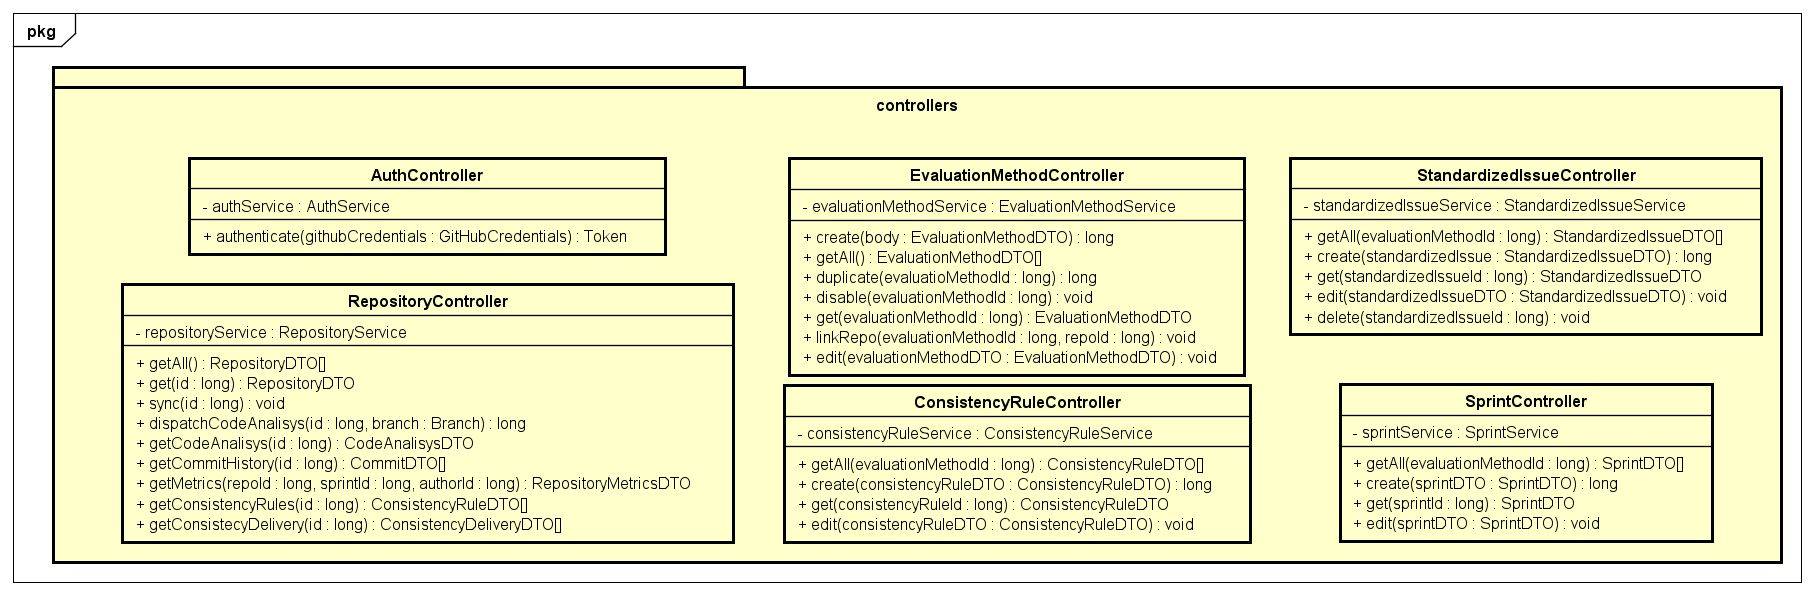 pkg
controllers
AuthController
- authService : AuthService
+ authenticate(githubCredentials : GitHubCredentials) : Token
RepositoryController
- repositoryService : RepositoryService
+ getAll() : RepositoryDTO[]
+ get(id : long) : RepositoryDTO
+ sync(id : long) : void
+ dispatchCodeAnalisys(id : long, branch : Branch) : long
+ getCodeAnalisys(id : long) : CodeAnalisysDTO
+ getCommitHistory(id : long) : CommitDTO[]
+ getMetrics(repoId : long, sprintId : long, authorId : long) : RepositoryMetricsDTO
+ getConsistencyRules(id : long) : ConsistencyRuleDTO[]
+ getConsistecyDelivery(id : long) : ConsistencyDeliveryDTO[]
EvaluationMethodController
- evaluationMethodService : EvaluationMethodService
+ create(body : EvaluationMethodDTO) : long
+ getAll() : EvaluationMethodDTO[]
+ duplicate(evaluatioMethodId : long) : long
+ disable(evaluationMethodId : long) : void
+ get(evaluationMethodId : long) : EvaluationMethodDTO
+ linkRepo(evaluationMethodId : long, repoId : long) : void
+ edit(evaluationMethodDTO : EvaluationMethodDTO) : void
ConsistencyRuleController
- consistencyRuleService : ConsistencyRuleService
+ getAll(evaluationMethodId : long) : ConsistencyRuleDTO[]
+ create(consistencyRuleDTO : ConsistencyRuleDTO) : long
+ get(consistencyRuleId : long) : ConsistencyRuleDTO
+ edit(consistencyRuleDTO : ConsistencyRuleDTO) : void
StandardizedIssueController
- standardizedIssueService : StandardizedIssueService
+ getAll(evaluationMethodId : long) : StandardizedIssueDTO[]
+ create(standardizedIssue : StandardizedIssueDTO) : long
+ get(standardizedIssueId : long) : StandardizedIssueDTO
+ edit(standardizedIssueDTO : StandardizedIssueDTO) : void
+ delete(standardizedIssueId : long) : void
SprintController
- sprintService : SprintService
+ getAll(evaluationMethodId : long) : SprintDTO[]
+ create(sprintDTO : SprintDTO) : long
+ get(sprintId : long) : SprintDTO
+ edit(sprintDTO : SprintDTO) : void